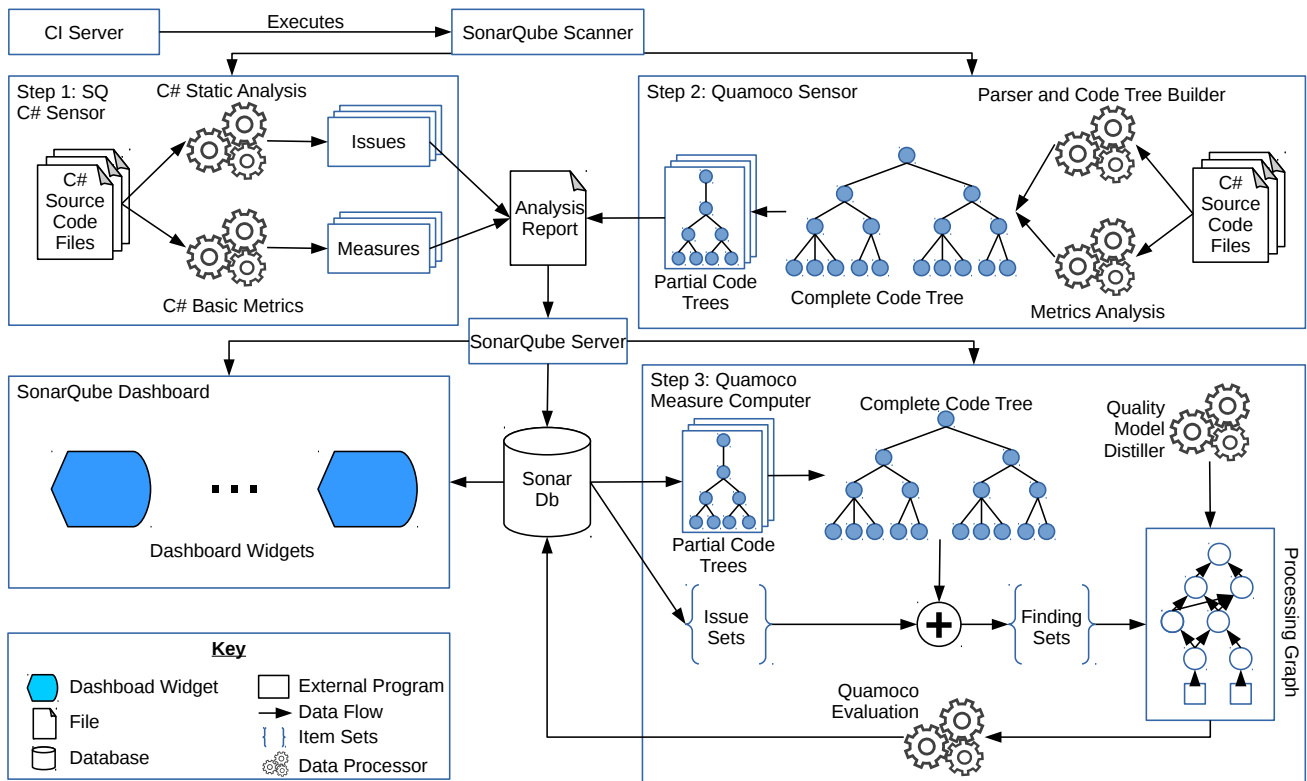 CI Server
Executes
SonarQube Scanner
Step 1: SQ
C# Sensor
C# Static Analysis
Issues
C#
Source
Code
Files
Measures
C# Basic Metrics
Analysis
Report
Step 2: Quamoco Sensor
Parser and Code Tree Builder
Partial Code
Trees
Complete Code Tree
Metrics Analysis
C#
Source
Code
Files
SonarQube Server
SonarQube Dashboard
Dashboard Widgets
Sonar
Db
Step 3: Quamoco
Measure Computer
Complete Code Tree
Quality
Model
Distiller
Partial Code
Trees
Issue
Sets
Finding
Sets
Processing Graph
Quamoco
Evaluation
Key
Dashboad Widget
File
Database
External Program
Data Flow
Item Sets
Data Processor